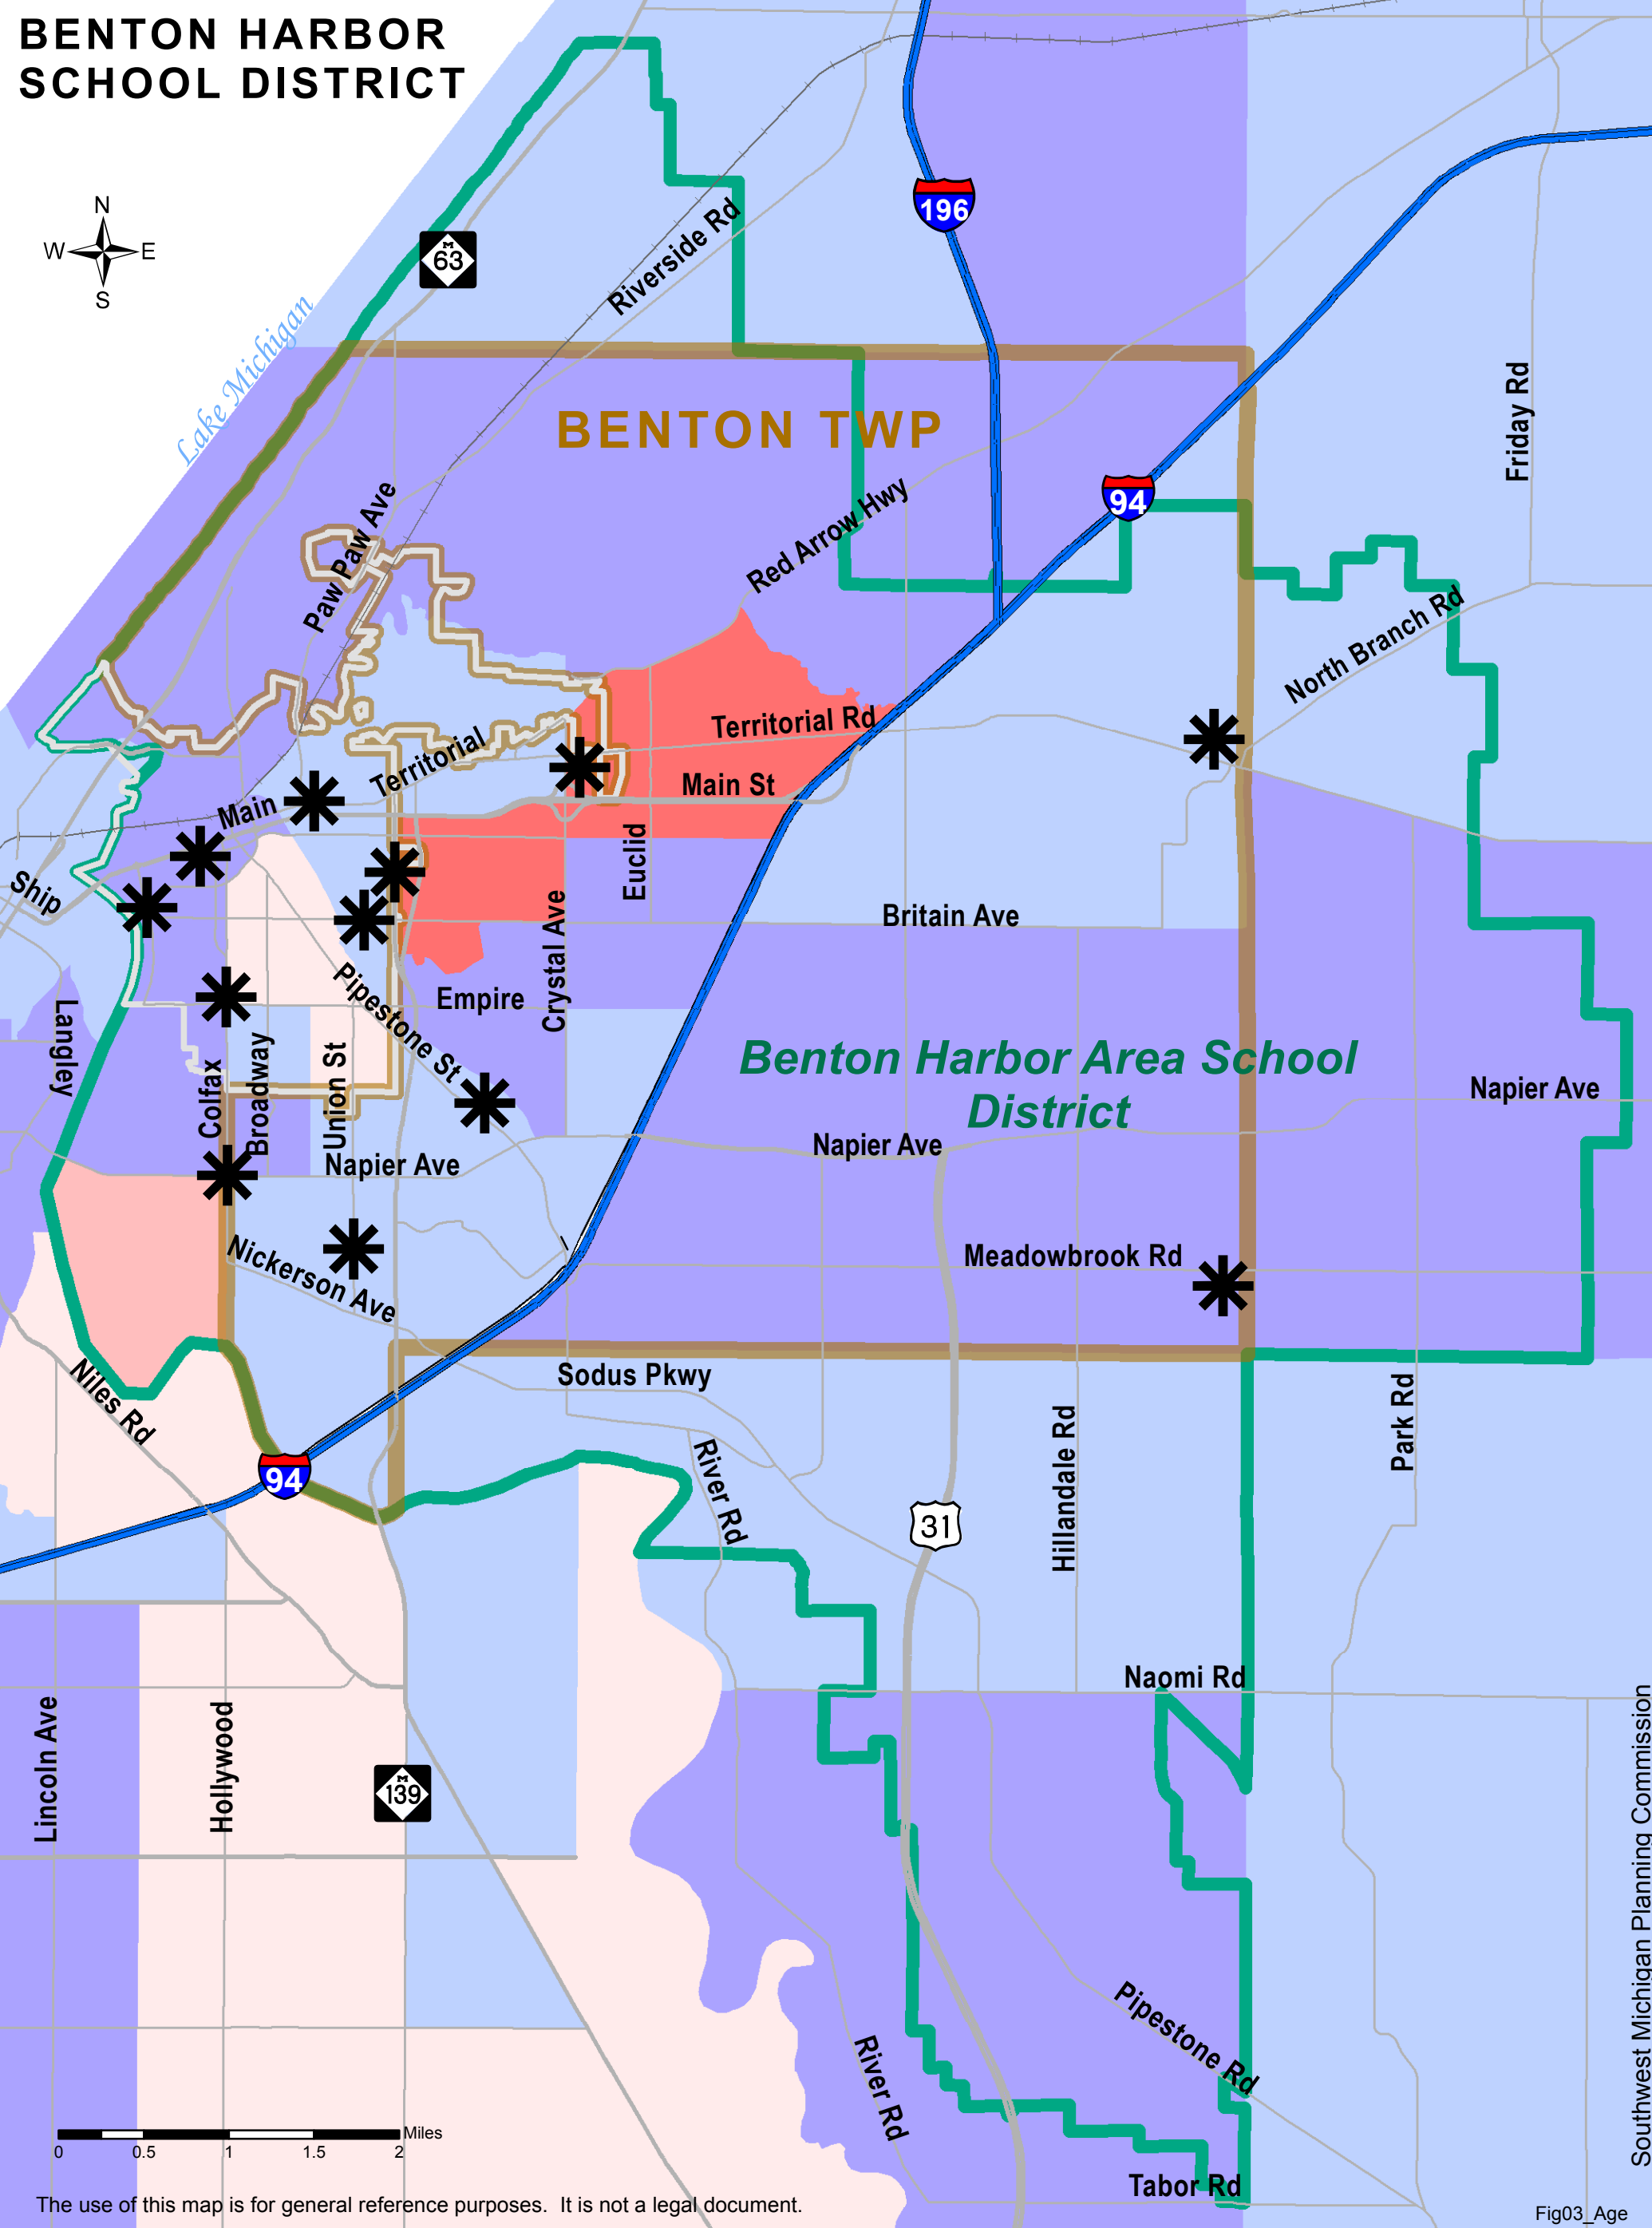 BENTON HARBOR
SCHOOL DISTRICT
N
W E
S
196
63
Riverside Rd
Lake Michigan
Friday Rd
BENTON TWP
94
Paw Paw Ave
Red Arrow Hwy
North Branch Rd
Territorial Rd
Territorial
Main St
Main
Euclid
Ship
Britain Ave
Crystal Ave
Pipestone St
Empire
Langley
Benton Harbor Area School
District
Colfax
Broadway
Union St
Napier Ave
Napier Ave
Napier Ave
Nickerson Ave
Meadowbrook Rd
Sodus Pkwy
Niles Rd
Park Rd
Hillandale Rd
River Rd
94
31
Naomi Rd
Lincoln Ave
Hollywood
M
139
M
Southwest Michigan Planning Commission
Pipestone Rd
River Rd
Miles
0 0.5 1 1.5 2
Tabor Rd
The use of this map is for general reference purposes. It is not a legal document.
Fig03_Age